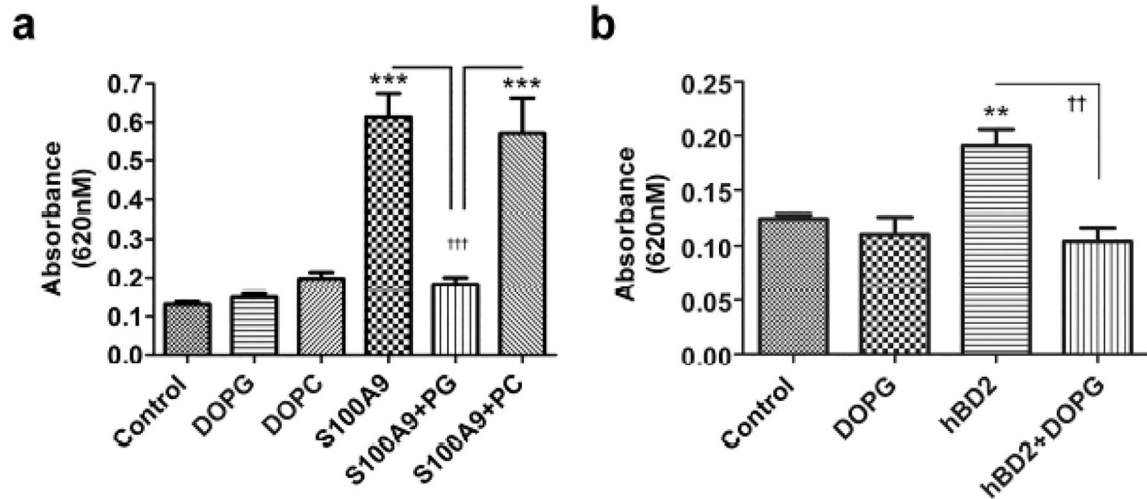 a
Absorbance
(620nM)
0.7
0.6
0.5
0.4
0.3
0.2
0.1
0.0
***
†††
***
Control
DOPG
DOPC
S100A9
S100A9+PG
S100A9+PC
b
Absorbance
(620nM)
0.25
0.20
0.15
0.10
0.05
0.00
**
††
Control
DOPG
hBD2
hBD2+DOPG